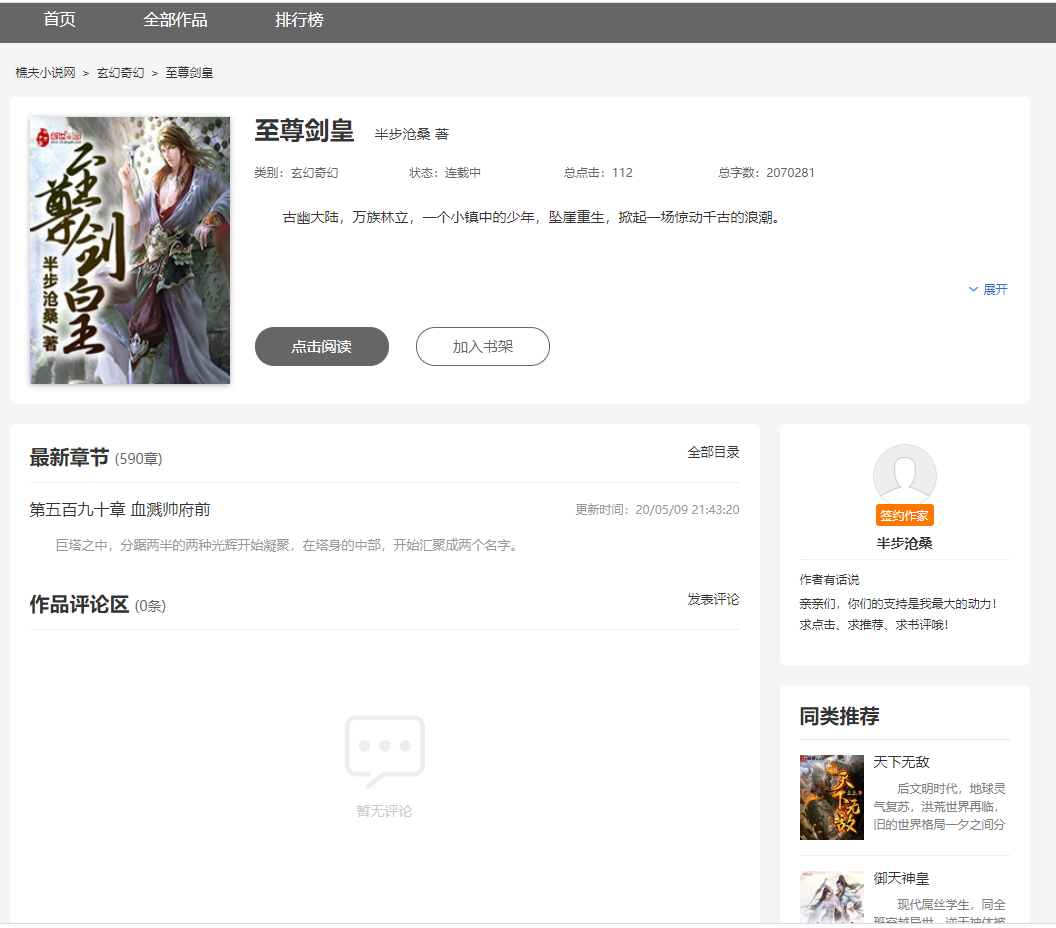 首页 全部作品 排行榜
樵夫小说网 > 玄幻奇幻 > 至尊剑皇
至尊剑皇
半步沧桑/著
至尊剑皇 半步沧桑 著
类别：玄幻奇幻 状态：连载中 总点击：112 总字数：2070281
古幽大陆，万族林立，一个小镇中的少年，坠崖重生，掀起一场惊动千古的浪潮。
展开
点击阅读 加入书架
最新章节 (590章) 全部目录
第五百九十章 血溅帅府前 更新时间：20/05/09 21:43:20
巨塔之中，分踞两半的两种光辉开始凝聚，在塔身的中部，开始汇聚成两个名字。
作品评论区 (0条) 发表评论
暂无评论
签约作家
半步沧桑
作者有话说
亲亲们，你们的支持是我最大的动力！
求点击、求推荐、求书评哦！
同类推荐
天下无敌
天下无敌
后文明时代，地球灵
气复苏，洪荒世界再临，
旧的世界格局一夕之间分
御天神皇
现代屌丝学生，同全
班穿越异世，逆天神体被